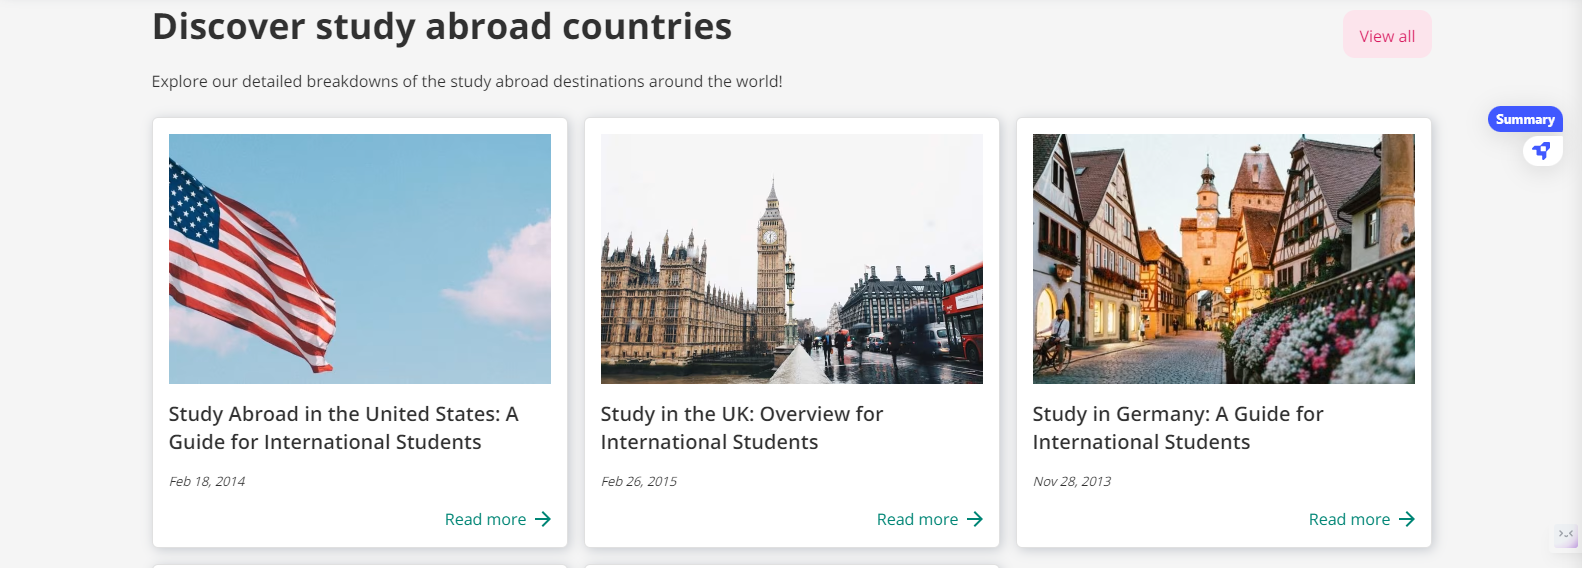 Discover study abroad countries
View all
Explore our detailed breakdowns of the study abroad destinations around the world!
Summary
Study Abroad in the United States: A
Guide for International Students
Feb 18, 2014
Read more
Study in the UK: Overview for
International Students
Feb 26, 2015
Read more
Study in Germany: A Guide for
International Students
Nov 28, 2013
Read more